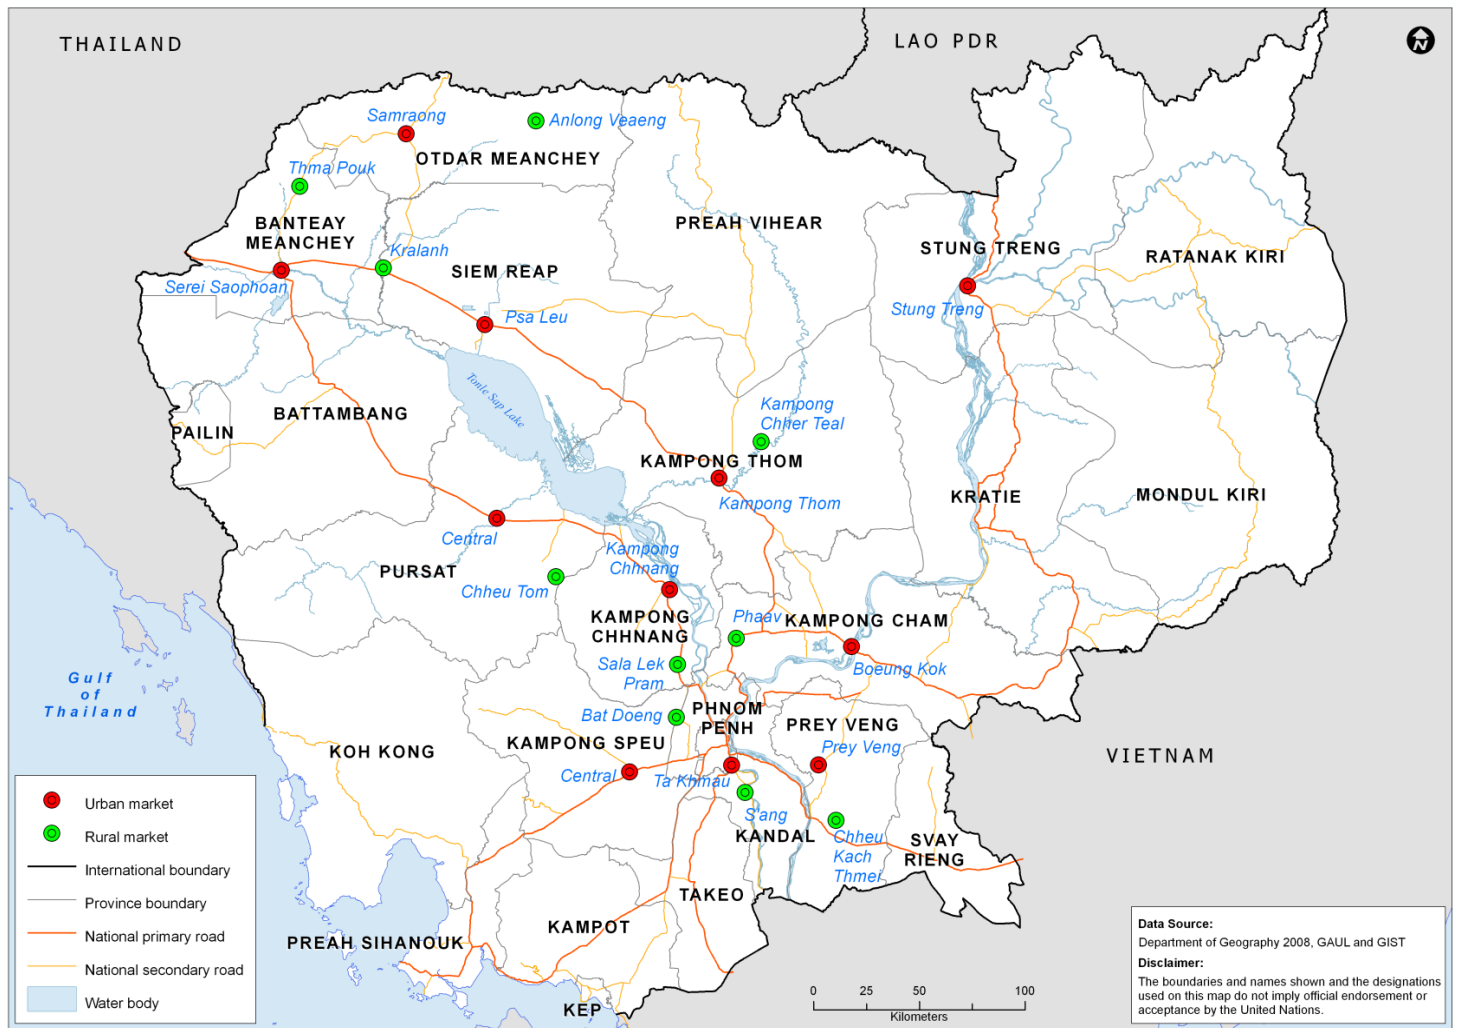 THAILAND
LAO PDR
N
Samraong
Anlong Veaeng
OTDAR MEANCHEY
Thma Pouk
BANTEAY
MEANCHEY
PREAH VIHEAR
Kralanh
SIEM REAP
STUNG TRENG
RATANAK KIRI
Serei Saophoan
Psa Leu
Stung Treng
Tonle Sap Lake
BATTAMBANG
PAILIN
Kampong
Chher Teal
KAMPONG THOM
Kampong Thom
KRATIE
MONDUL KIRI
Central
Kampong
Chhnang
PURSAT
Chheu Tom
KAMPONG
CHHNANG
Phaav
KAMPONG CHAM
Sala Lek
Pram
Boeung Kok
Gulf
of
Thailand
Bat Doeng
PHNOM
PENH
PREY VENG
Prey Veng
KAMPONG SPEU
KOH KONG
Central
Ta Khmau
VIETNAM
S'ang
KANDAL
Chheu
Kach
Thmei
SVAY
RIENG
TAKEO
KAMPOT
PREAH SIHANOUK
KEP
Urban market
Rural market
International boundary
Province boundary
National primary road
National secondary road
Water body
0 25 50 100
Kilometers
Data Source:
Department of Geography 2008, GAUL and GIST
Disclaimer:
The boundaries and names shown and the designations
used on this map do not imply official endorsement or
acceptance by the United Nations.